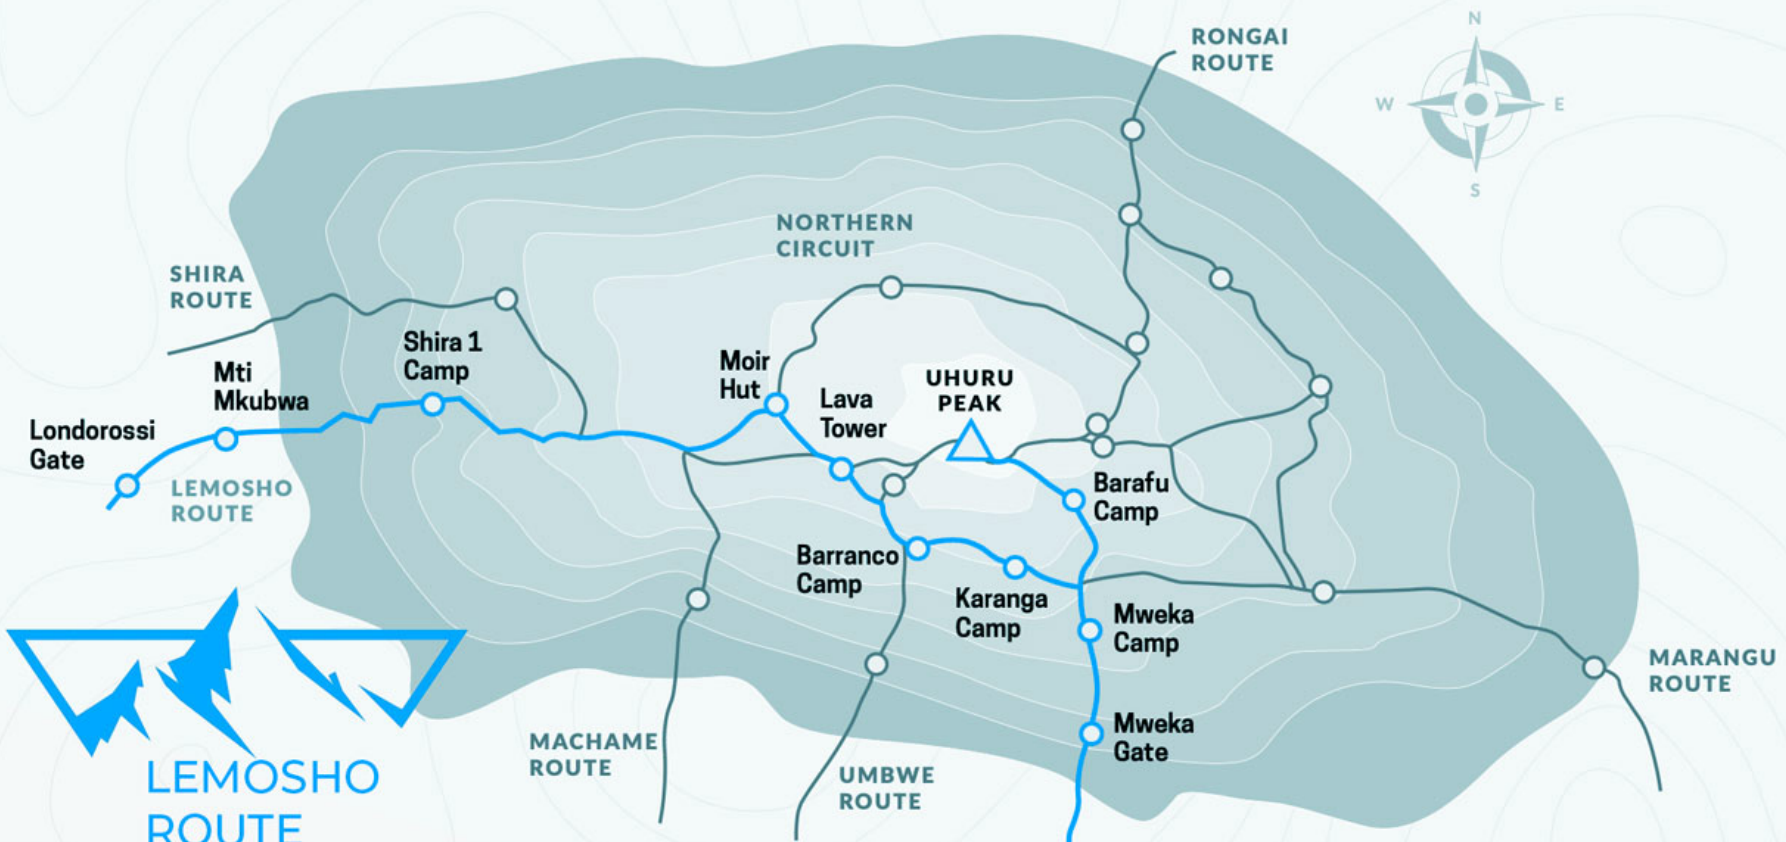 RONGAI
ROUTE
N
W
E
S
NORTHERN
CIRCUIT
SHIRA
ROUTE
Shira 1
Camp
Mti
Mkubwa
Moir
Hut
UHURU
PEAK
Lava
Tower
Londorossi
Gate
LEMOSHO
ROUTE
Barafu
Camp
Barranco
Camp
Karanga
Camp
Mweka
Camp
MARANGU
ROUTE
Mweka
Gate
MACHAME
ROUTE
UMBWE
ROUTE
LEMOSHO
ROUTE